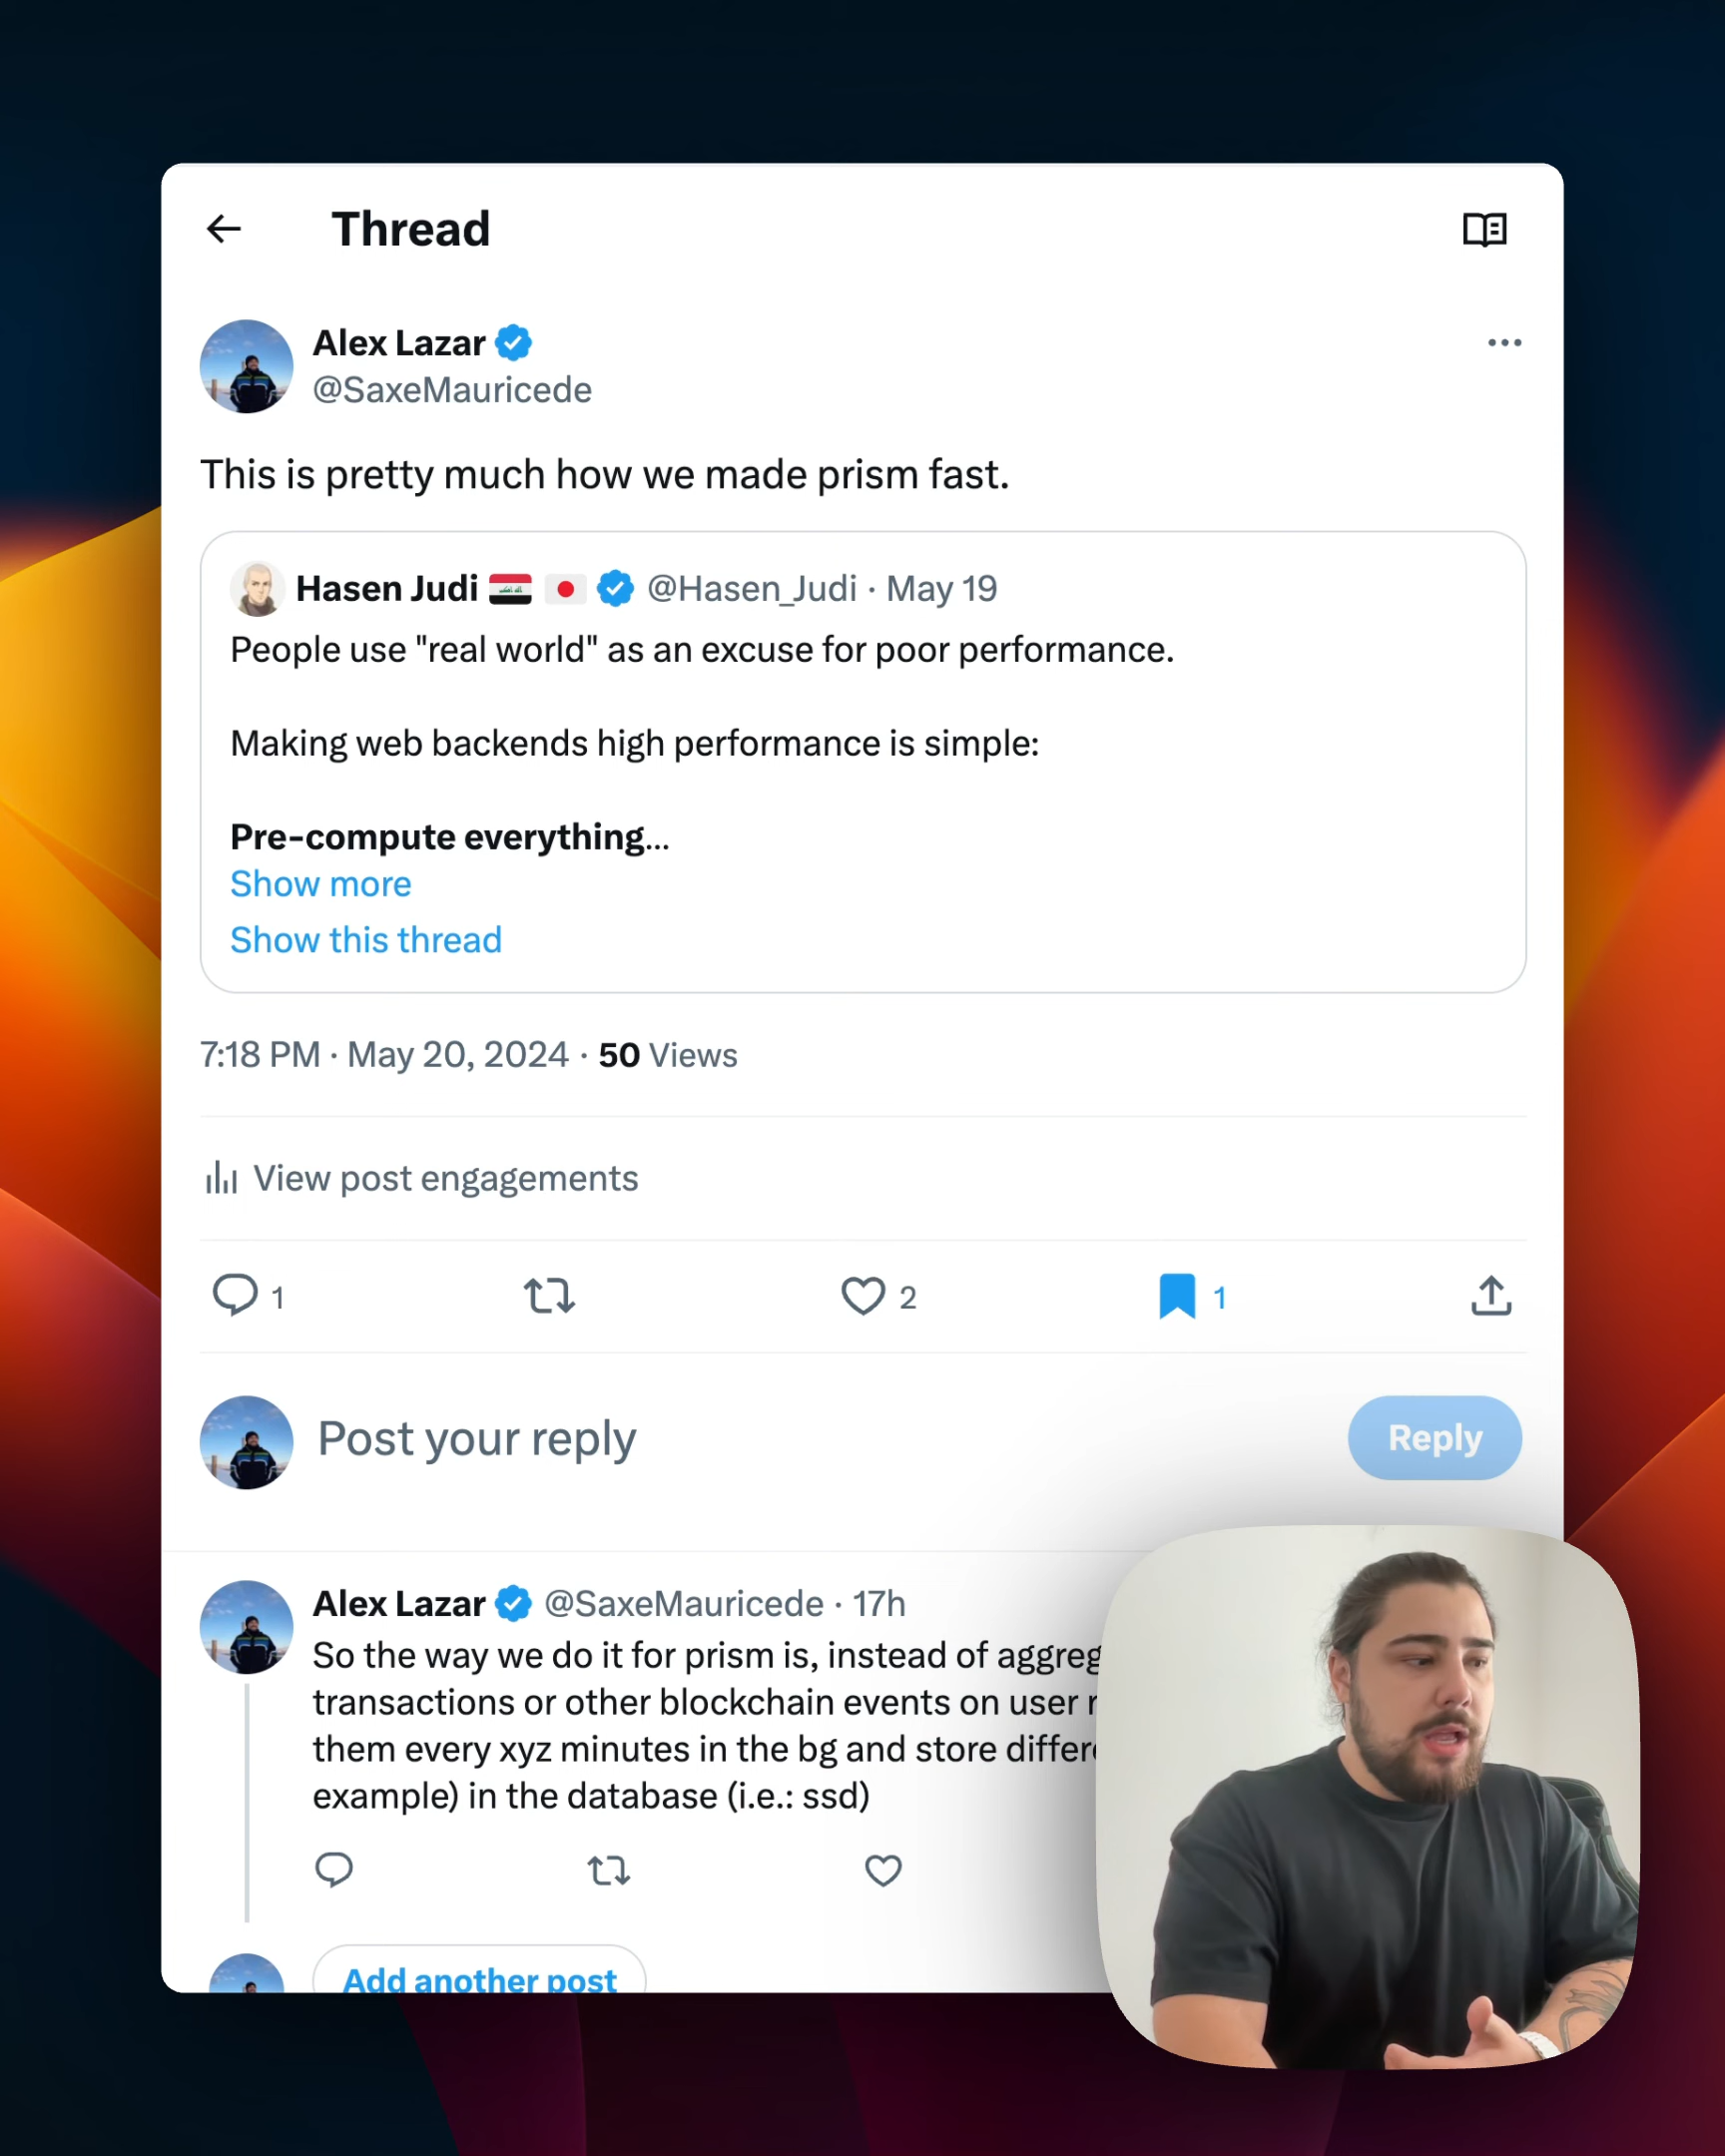 Thread
Alex Lazar
@SaxeMauricede
This is pretty much how we made prism fast.
Hasen Judi @Hasen_Judi · May 19
People use "real world" as an excuse for poor performance.
Making web backends high performance is simple:
Pre-compute everything...
Show more
Show this thread
7:18 PM · May 20, 2024 · 50 Views
View post engagements
1 2 1
Post your reply
Reply
Alex Lazar @SaxeMauricede · 17h
So the way we do it for prism is, instead of
transactions or other blockchain events on user
them every xyz minutes in the bg and store
example) in the database (i.e.: ssd)
Add another post